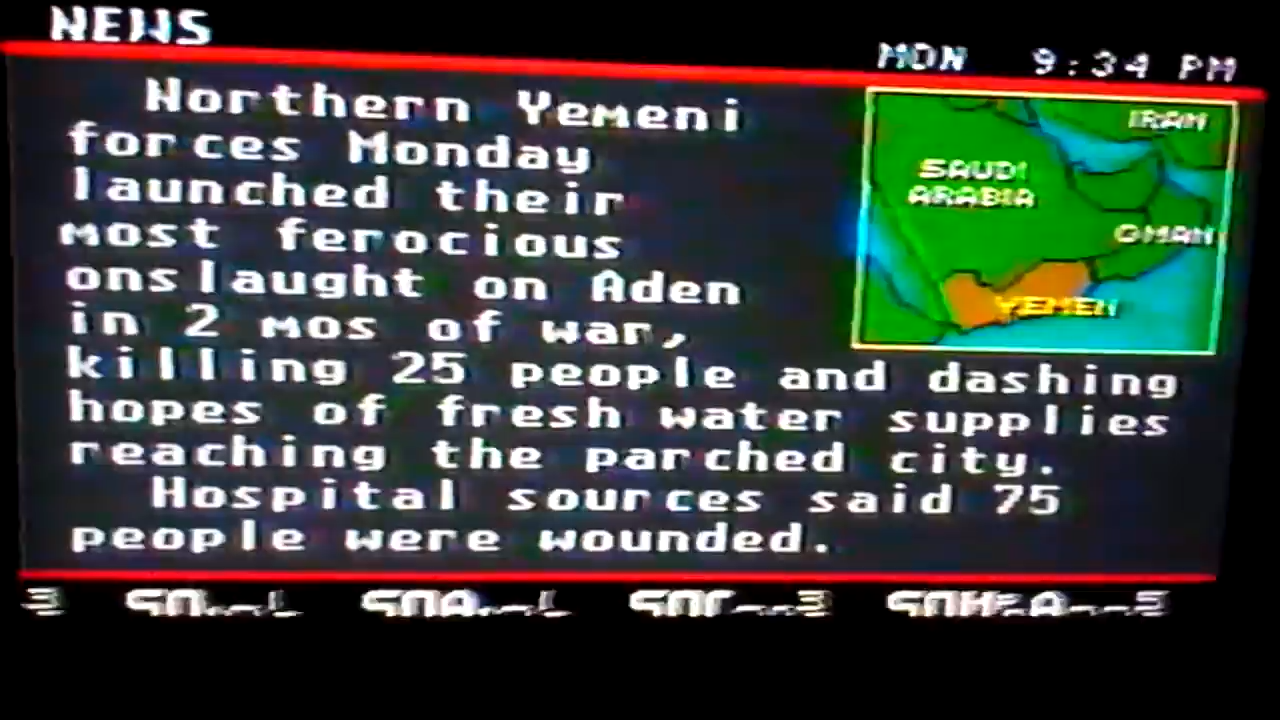 NEWS
MON 9:34 PM
Northern Yemeni
forces Monday
launched their
most ferocious
onslaught on Aden
in 2 mos of war,
killing 25 people and dashing
hopes of fresh water supplies
reaching the parched city.
Hospital sources said 75
people were wounded.
IRAN
SAUDI
ARABIA
OMAN
YEMEN